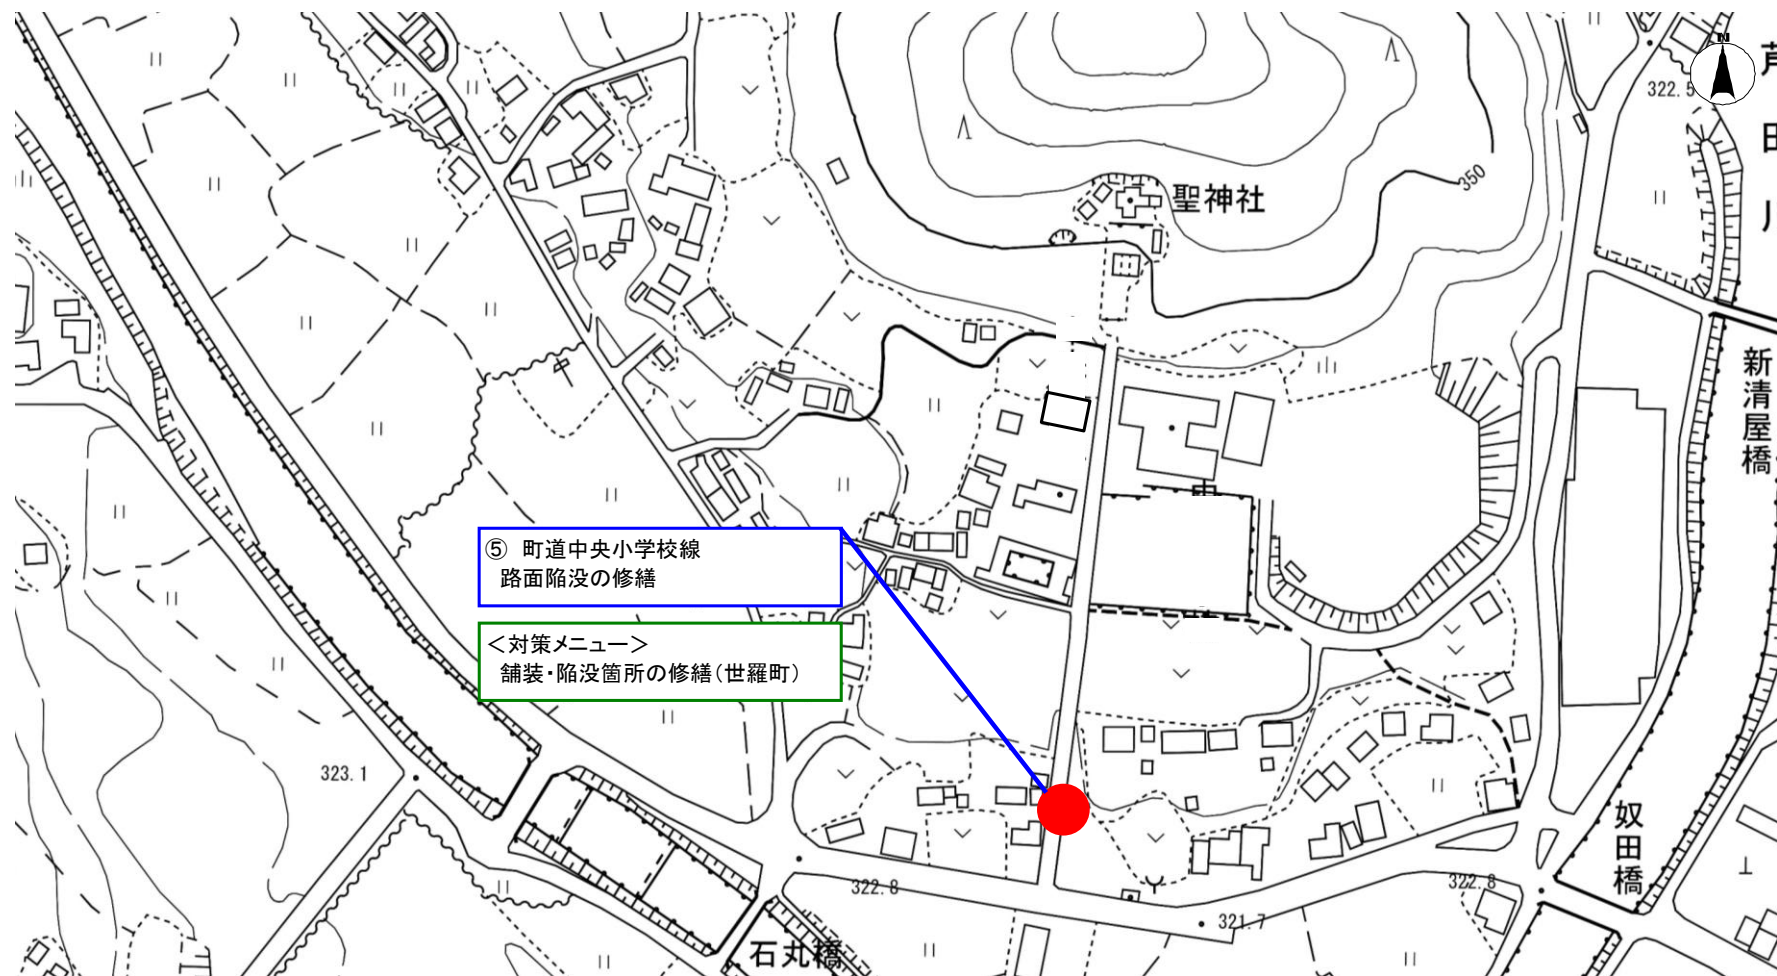 N
芦田川
322.5
350
聖神社
新清屋橋
⑤ 町道中央小学校線
路面陥没の修繕
＜対策メニュー＞
舗装・陥没箇所の修繕（世羅町）
323.1
322.8
322.8
321.7
奴田橋
石丸橋